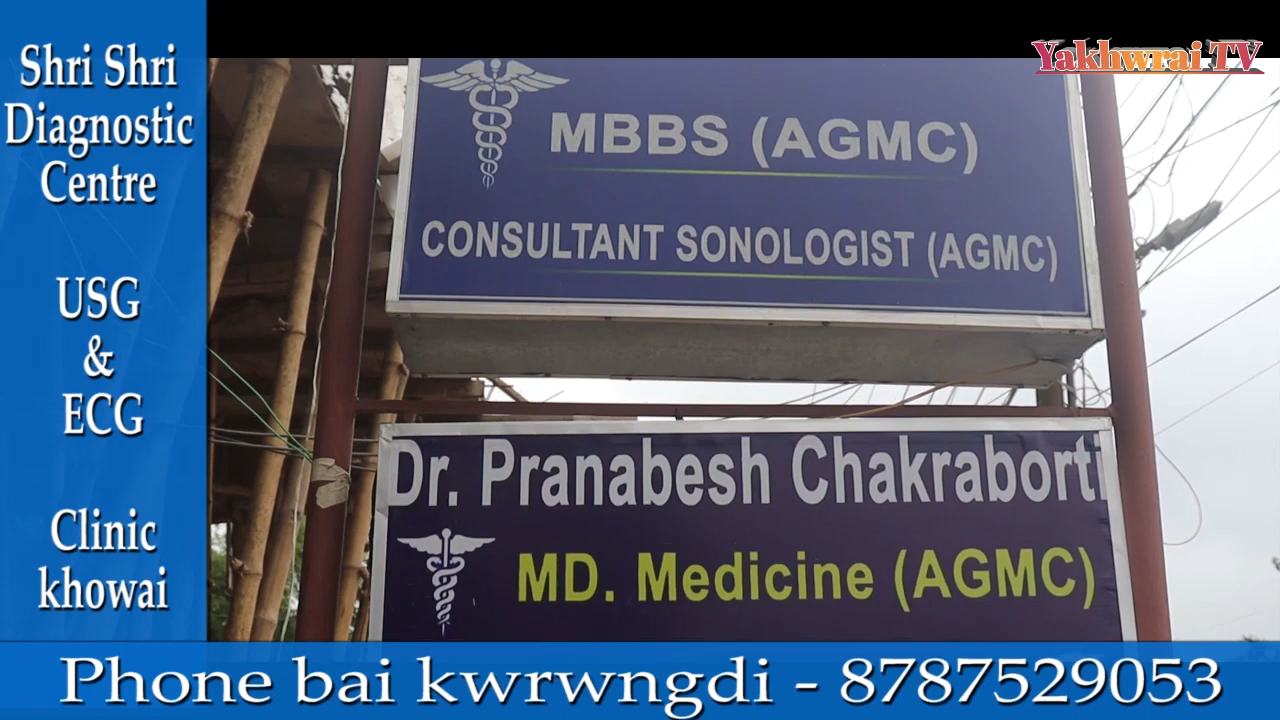 Shri Shri
Diagnostic
Centre
USG
&
ECG
Clinic
khowai
Yakhwrai TV
MBBS (AGMC)
CONSULTANT SONOLOGIST (AGMC)
Dr. Pranabesh Chakraborti
MD. Medicine (AGMC)
Phone bai kwrwngdi - 8787529053